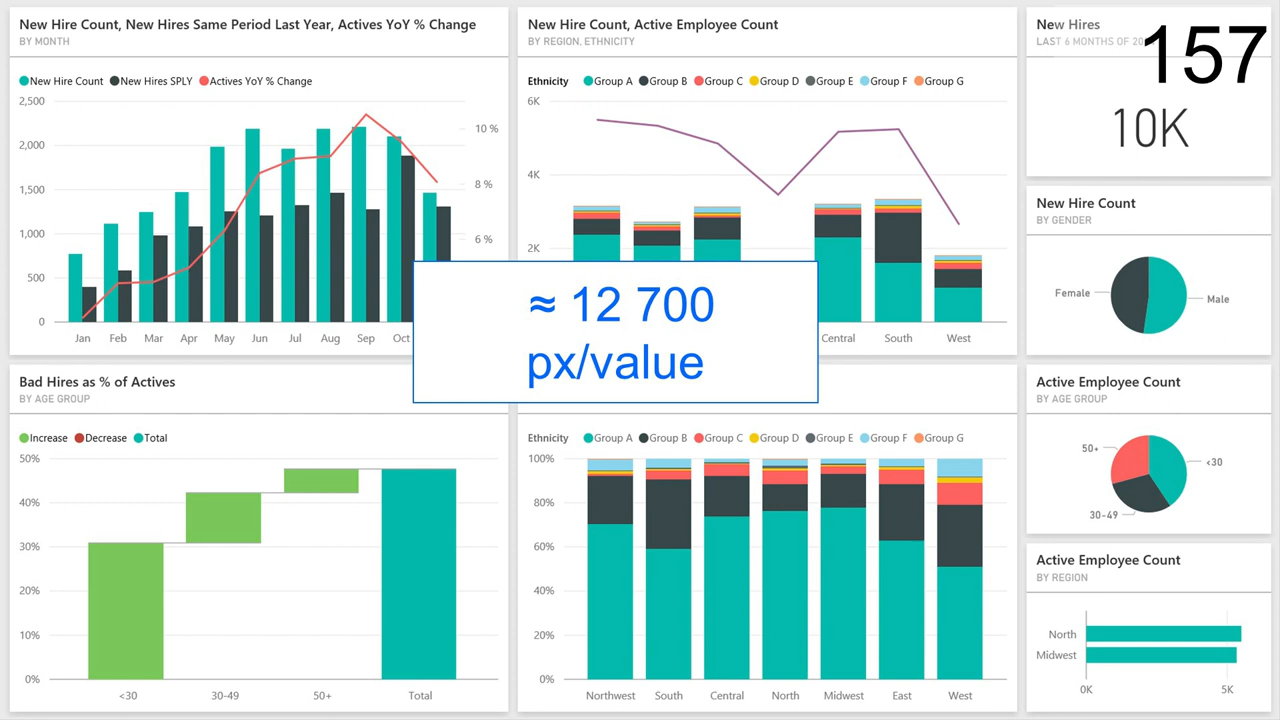 New Hire Count, New Hires Same Period Last Year, Actives YoY % Change
BY MONTH
New Hire Count New Hires SPLY Actives YoY % Change
2,500
2,000
1,500
1,000
500
0
10 %
8 %
6 %
Jan Feb Mar Apr May Jun Jul Aug Sep Oct
New Hire Count, Active Employee Count
BY REGION, ETHNICITY
Ethnicity Group A Group B Group C Group D Group E Group F Group G
6K
4K
2K
Central South West
New Hires
LAST 6 MONTHS OF 20
157
10K
New Hire Count
BY GENDER
Female
Male
≈ 12 700
px/value
Bad Hires as % of Actives
BY AGE GROUP
Increase Decrease Total
50%
40%
30%
20%
10%
0%
<30 30-49 50+ Total
Ethnicity Group A Group B Group C Group D Group E Group F Group G
100%
80%
60%
40%
20%
0%
Northwest South Central North Midwest East West
Active Employee Count
BY AGE GROUP
50+
<30
30-49
Active Employee Count
BY REGION
North
Midwest
0K 5K